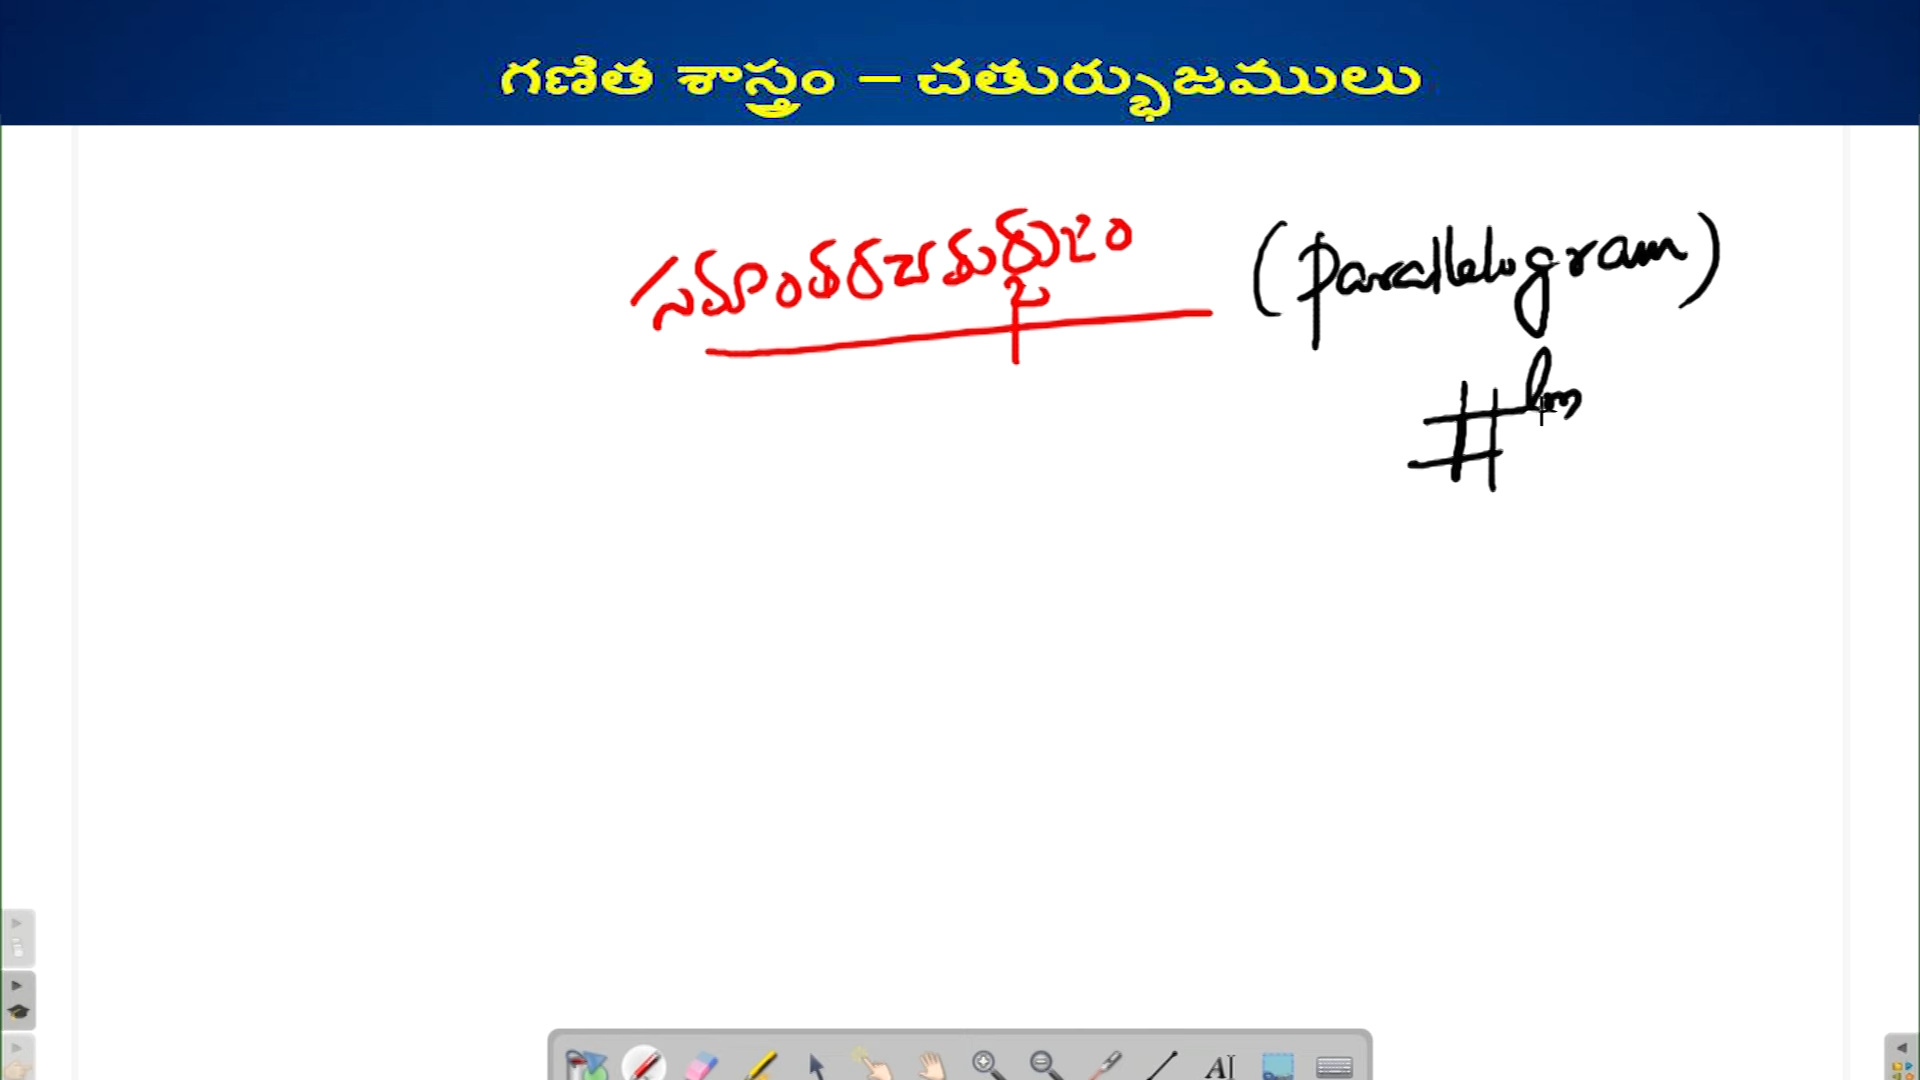 గణిత శాస్త్రం – చతుర్భుజములు
సమాంతరచతుర్భుజం (parallelogram)
#lm